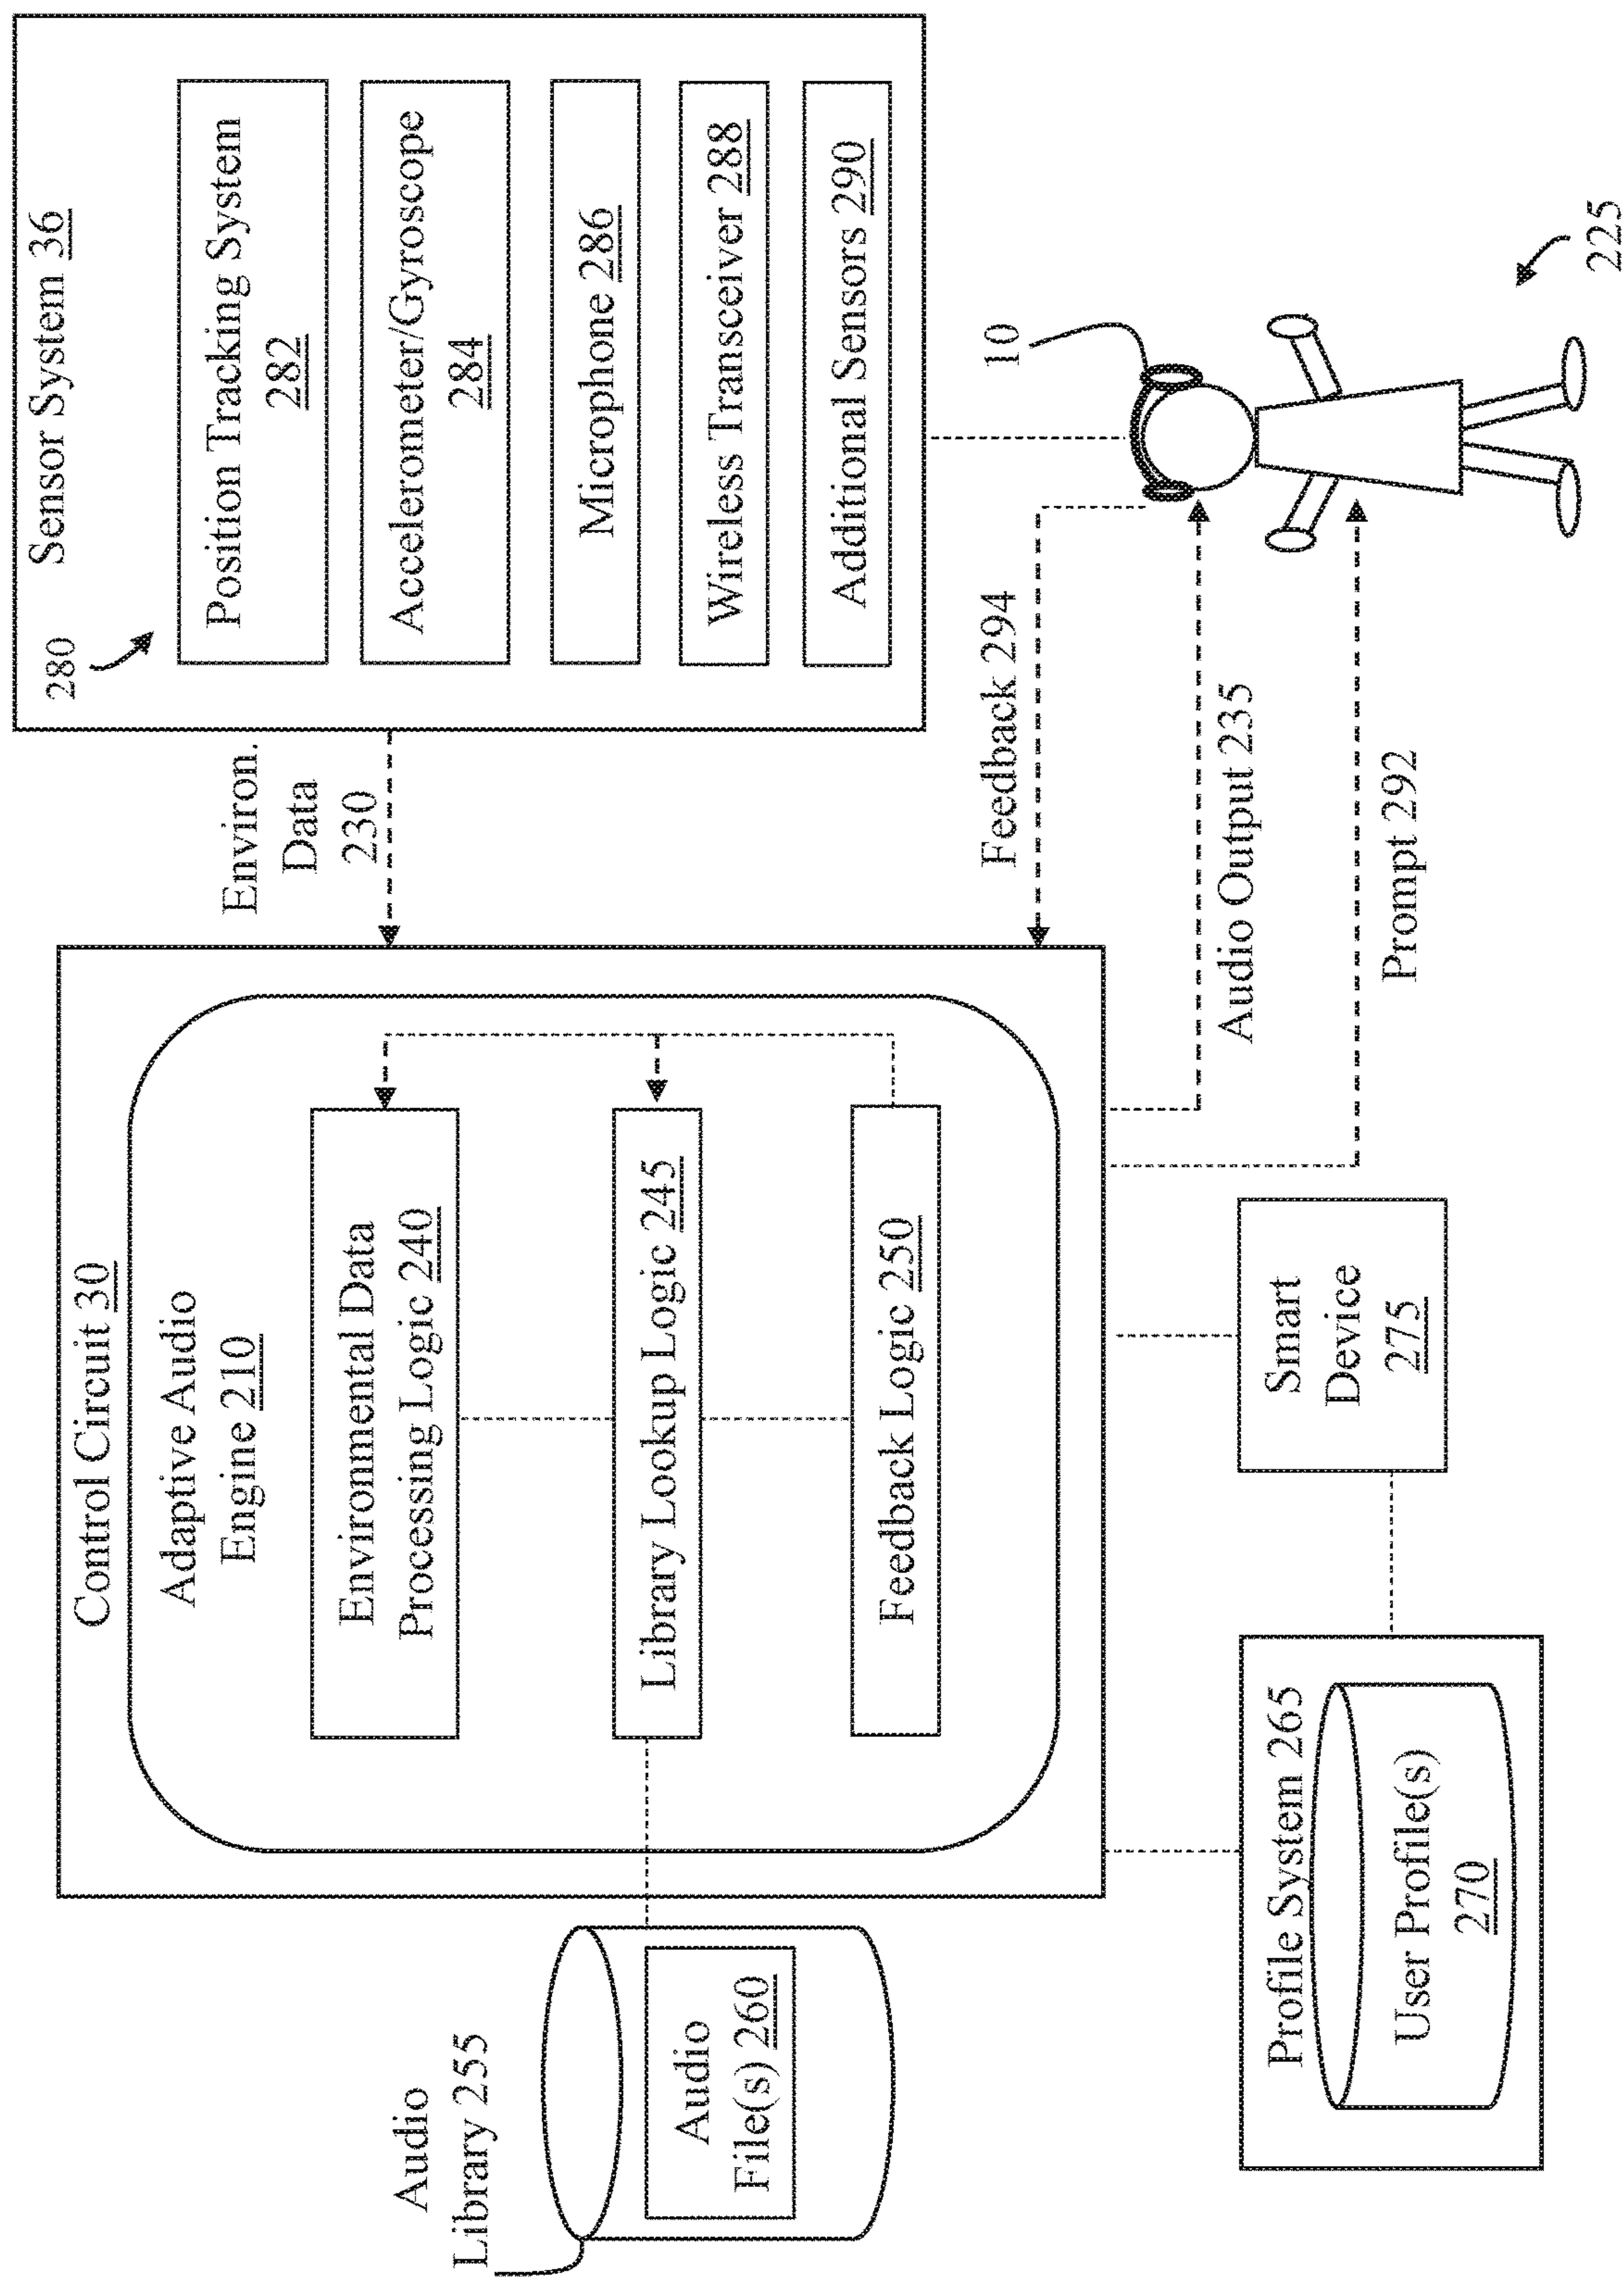 Audio
Library 255
Audio
File(s) 260
Control Circuit 30
Adaptive Audio
Engine 210
Environmental Data
Processing Logic 240
Library Lookup Logic 245
Feedback Logic 250
Environ.
Data
230
280
Sensor System 36
Position Tracking System
282
Accelerometer/Gyroscope
284
Microphone 286
Wireless Transceiver 288
Additional Sensors 290
Profile System 265
User Profile(s)
270
Smart
Device
275
Feedback 294
Audio Output 235
Prompt 292
10
225